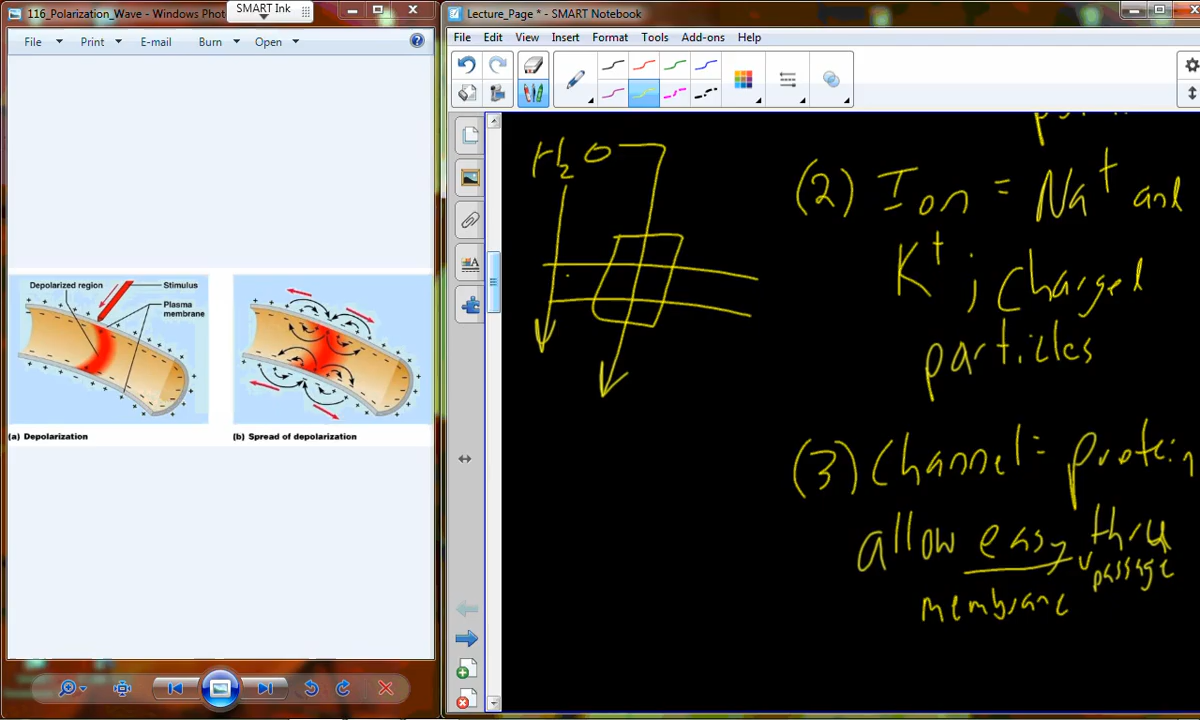 116_Polarization_Wave - Windows Phot
SMART Ink
File Print E-mail Burn Open
Depolarized region
Stimulus
Plasma
membrane
(a) Depolarization
(b) Spread of depolarization
Lecture_Page * - SMART Notebook
File Edit View Insert Format Tools Add-ons Help
H2O
(2) Ion = Na+ and
K+ ; charged
particles
(3) Channel = protein
allow easy thru
passage
membrane